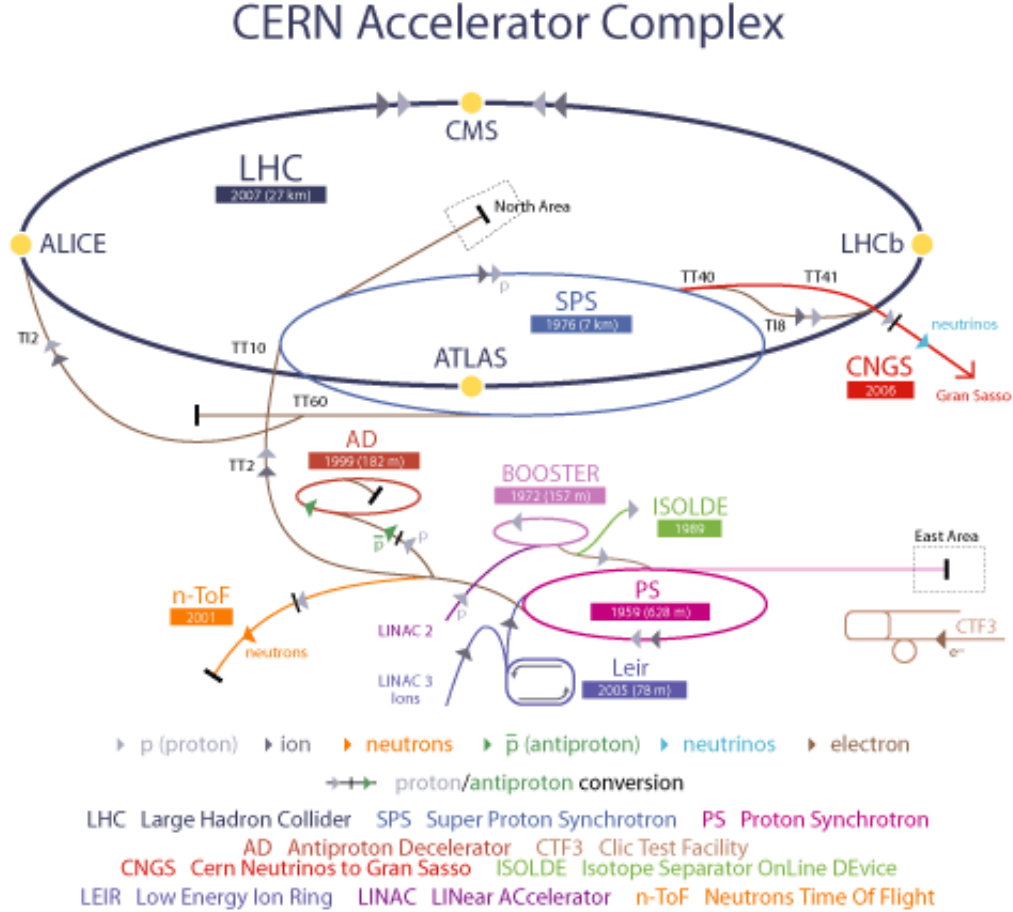 CERN Accelerator Complex
CMS
LHC
2007 (27 km)
North Area
ALICE
LHCb
TT40
TT41
p
SPS
1976 (7 km)
TI8
neutrinos
TI2
TT10
ATLAS
CNGS
2006
Gran Sasso
TT60
AD
1999 (182 m)
TT2
BOOSTER
1972 (157 m)
ISOLDE
1989
p
p̅
East Area
n-ToF
2001
PS
1959 (628 m)
p
LINAC 2
neutrons
CTF3
e⁻
LINAC 3
Ions
Leir
2005 (78 m)
p (proton) ion neutrons p̅ (antiproton) neutrinos electron
proton/antiproton conversion
LHC Large Hadron Collider SPS Super Proton Synchrotron PS Proton Synchrotron
AD Antiproton Decelerator CTF3 Clic Test Facility
CNGS Cern Neutrinos to Gran Sasso ISOLDE Isotope Separator OnLine DEvice
LEIR Low Energy Ion Ring LINAC LINear ACcelerator n-ToF Neutrons Time Of Flight